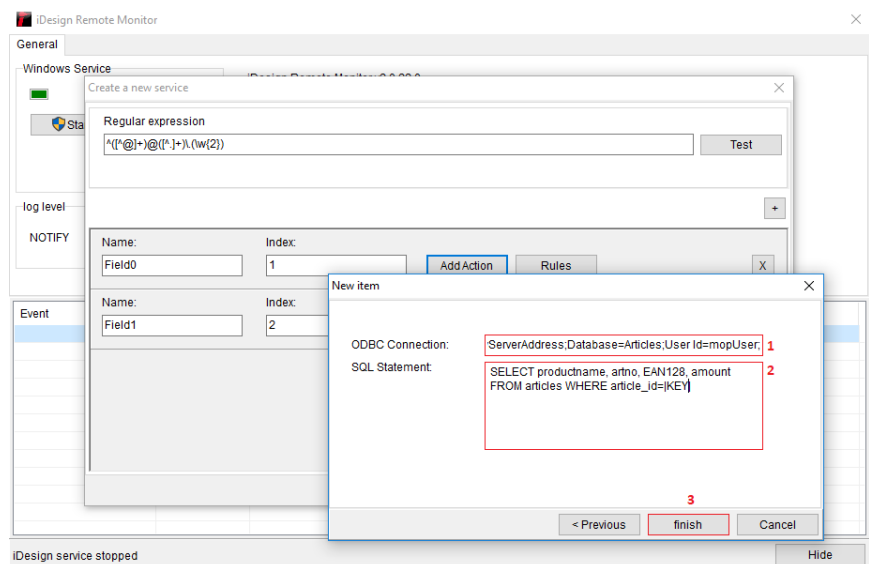 iDesign Remote Monitor
General
Windows Service
Create a new service
Regular expression
^([^@]+)@([^.]+)\.(\w{2})
Test
+
log level
NOTIFY
Name:
Index:
Field0
1
Add Action
Rules
X
Name:
Index:
Field1
2
Event
New item
ODBC Connection:
ServerAddress;Database=Articles;User Id=mopUser;
1
SQL Statement:
SELECT productname, artno, EAN128, amount
FROM articles WHERE article_id=|KEY|
2
3
< Previous
finish
Cancel
iDesign service stopped
Hide